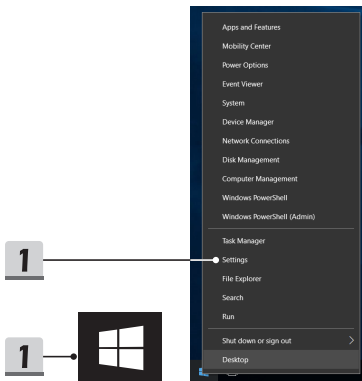 Apps and Features
Mobility Center
Power Options
Event Viewer
System
Device Manager
Network Connections
Disk Management
Computer Management
Windows PowerShell
Windows PowerShell (Admin)
Task Manager
1
Settings
File Explorer
Search
Run
Shut down or sign out
1
Desktop